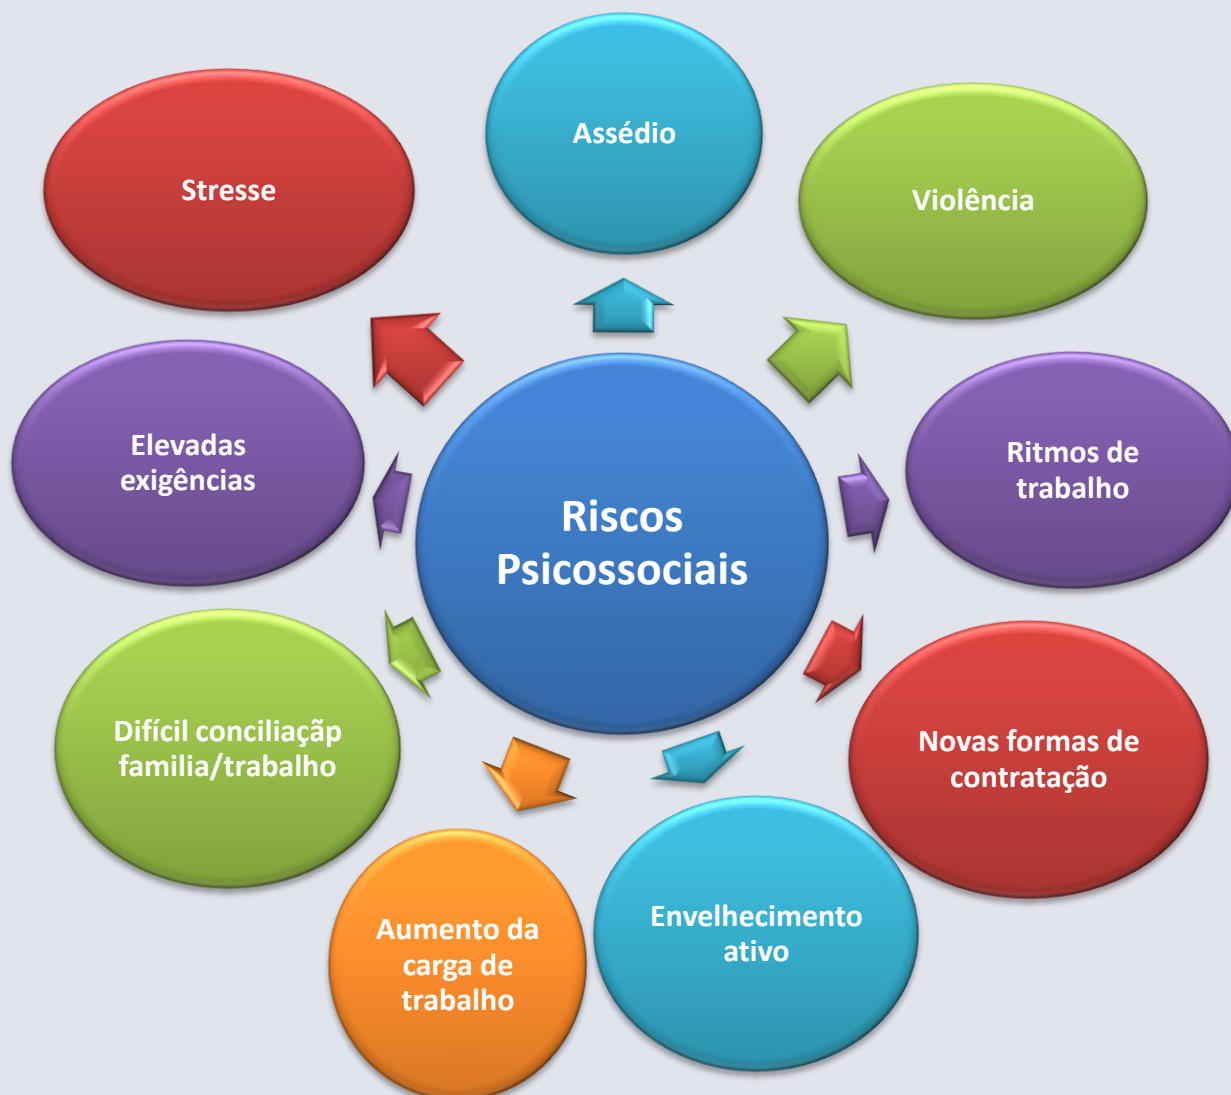 Assédio
Stresse
Violência
Elevadas
exigências
Riscos
Psicossociais
Ritmos de
trabalho
Difícil conciliaçãp
familia/trabalho
Novas formas de
contratação
Aumento da
carga de
trabalho
Envelhecimento
ativo